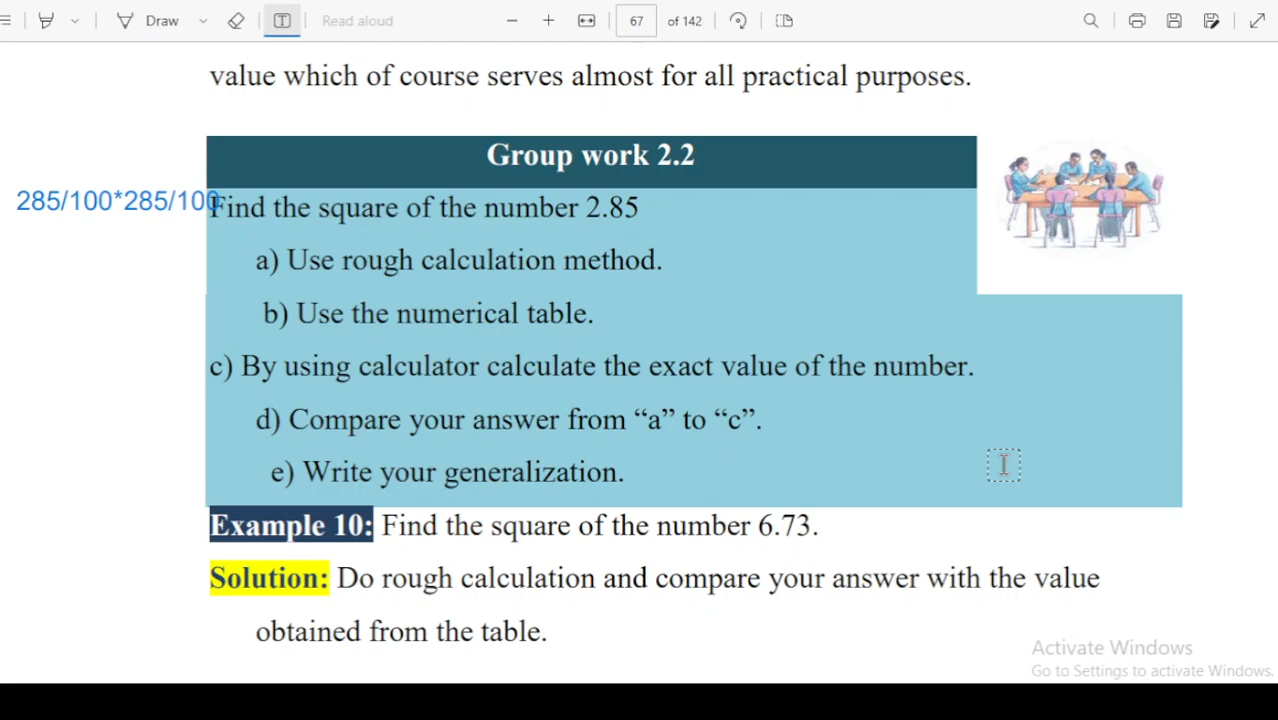 Draw
Read aloud
67
of 142
value which of course serves almost for all practical purposes.
Group work 2.2
285/100*285/100
Find the square of the number 2.85
a) Use rough calculation method.
b) Use the numerical table.
c) By using calculator calculate the exact value of the number.
d) Compare your answer from “a” to “c”.
e) Write your generalization.
Example 10: Find the square of the number 6.73.
Solution: Do rough calculation and compare your answer with the value
obtained from the table.
Activate Windows
Go to Settings to activate Windows.